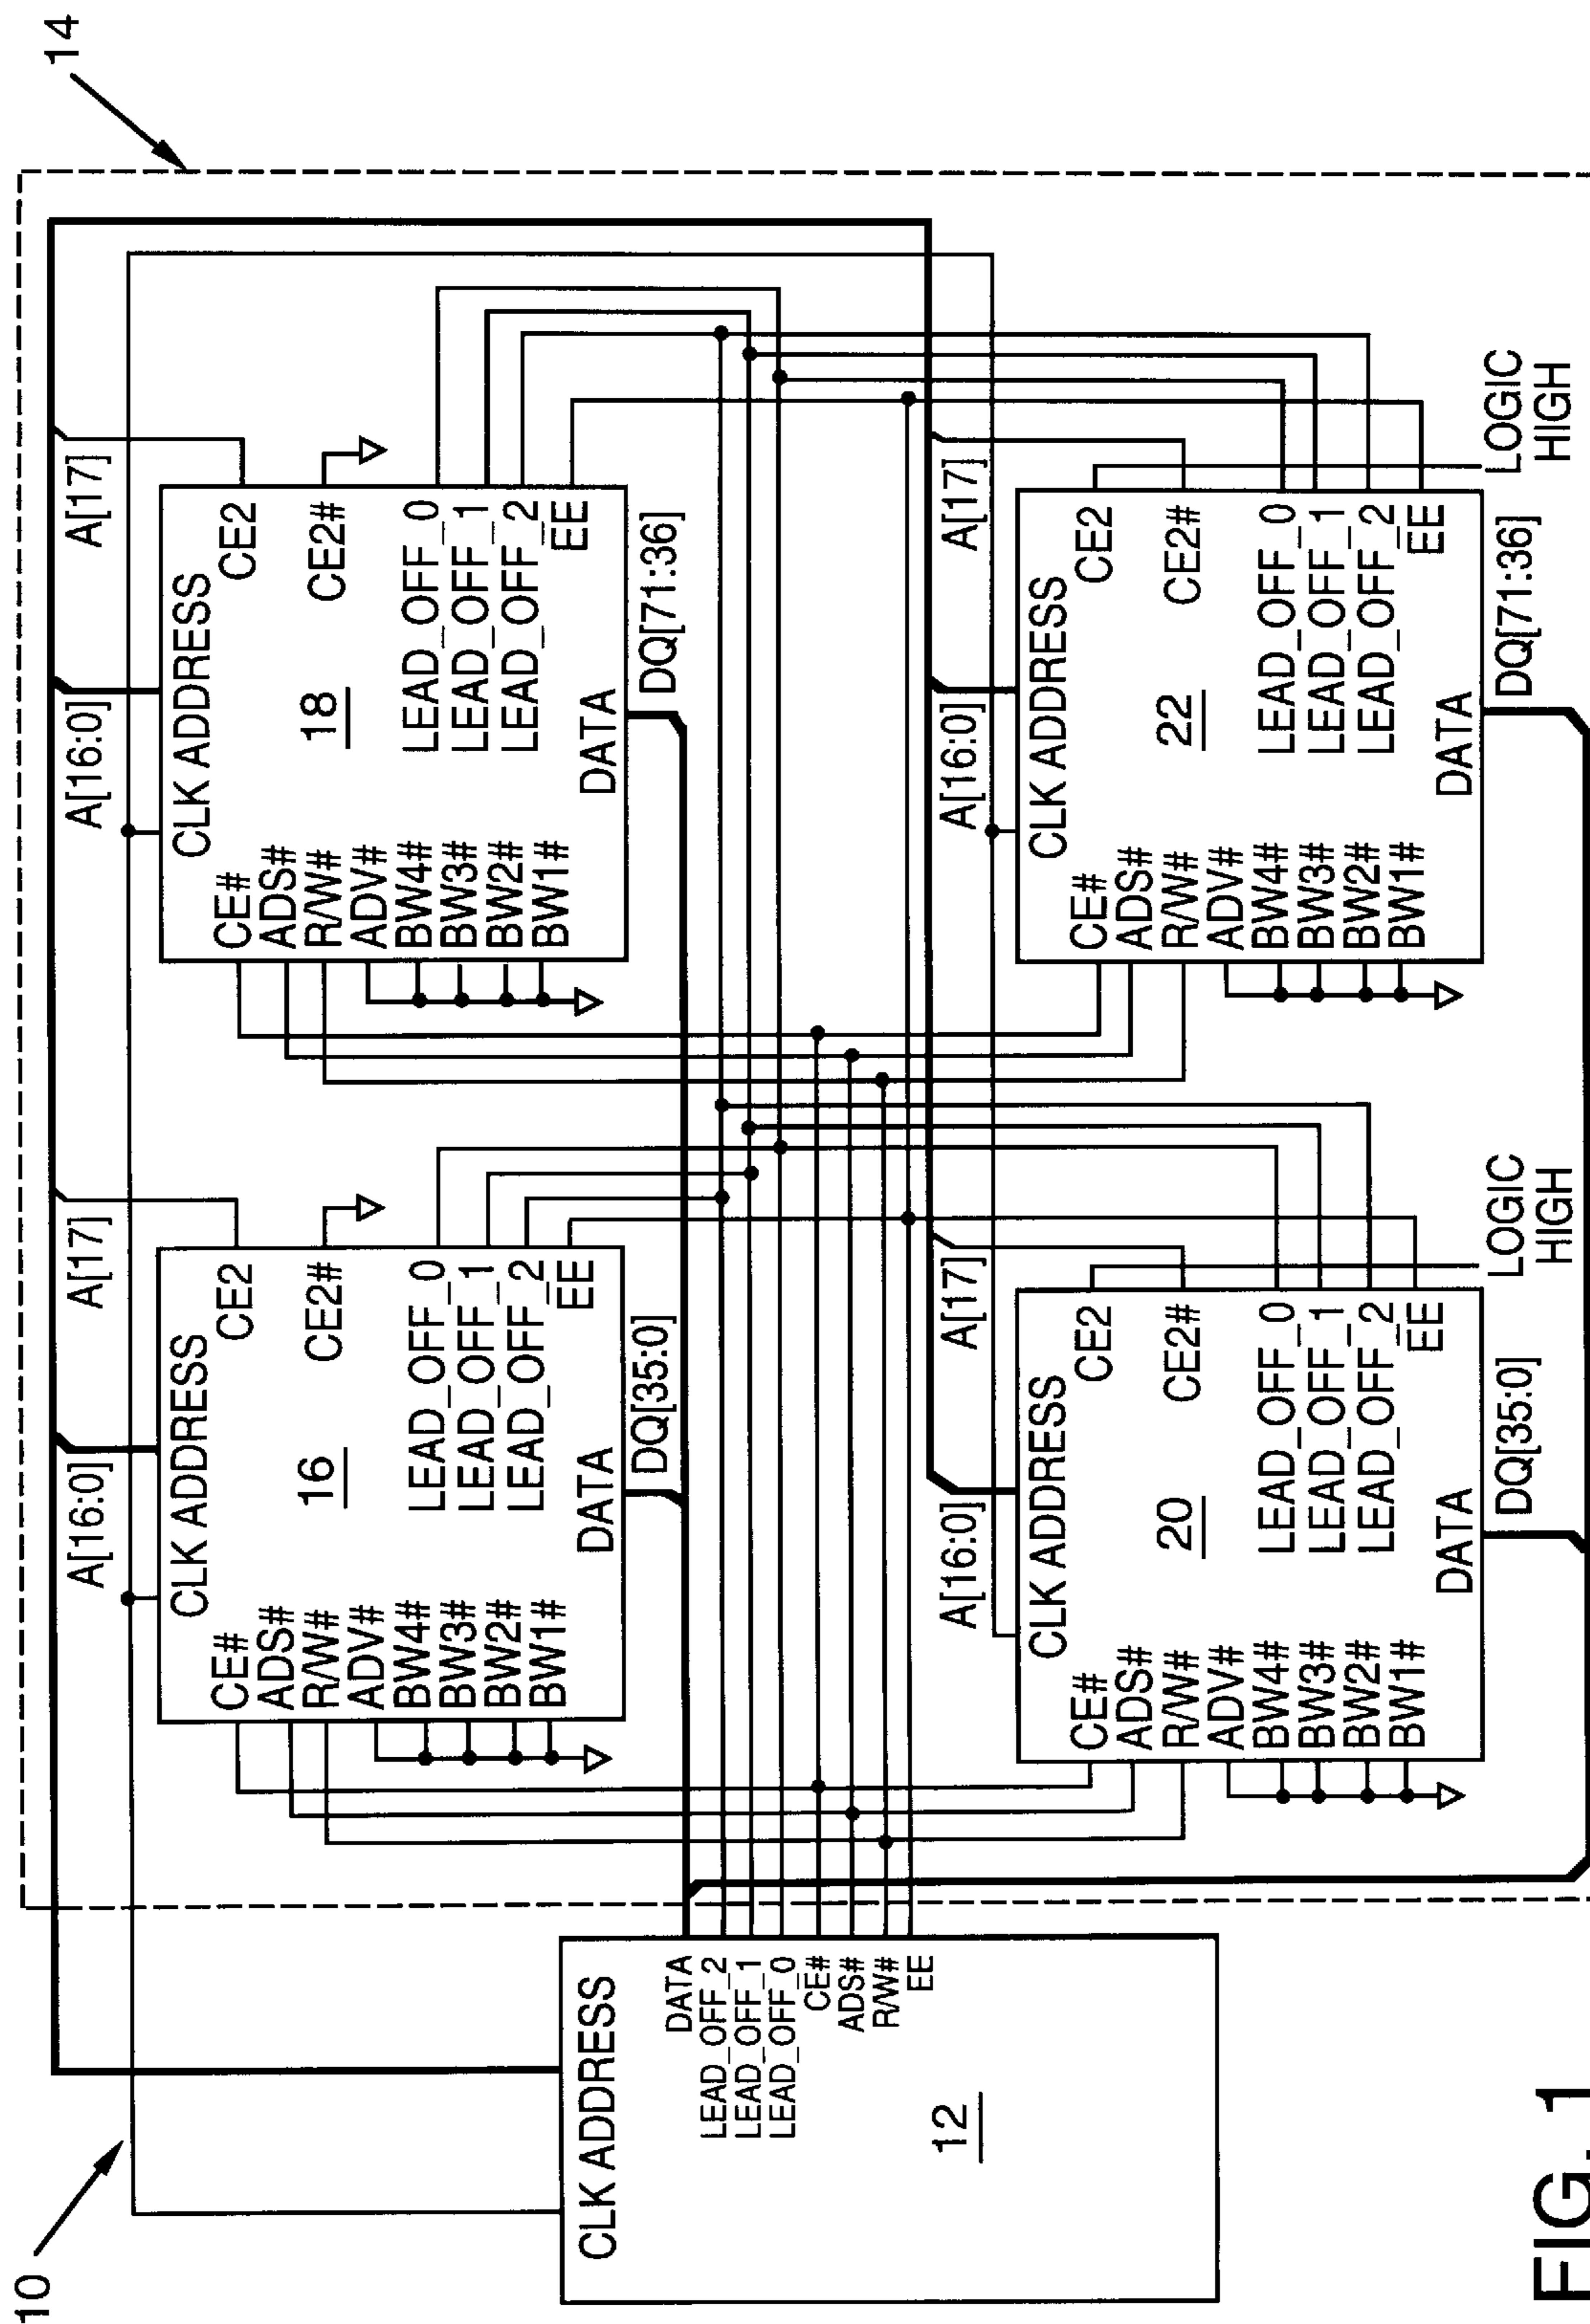 10
14
A[16:0]
A[17]
A[16:0]
A[17]
CLK ADDRESS
CE2
CE2#
CE#
ADS#
R/W#
ADV#
BW4#
BW3#
BW2#
BW1#
16
LEAD_OFF_0
LEAD_OFF_1
LEAD_OFF_2
EE
DATA
DQ[35:0]
CLK ADDRESS
CE2
CE2#
CE#
ADS#
R/W#
ADV#
BW4#
BW3#
BW2#
BW1#
18
LEAD_OFF_0
LEAD_OFF_1
LEAD_OFF_2
EE
DATA
DQ[71:36]
CLK ADDRESS
DATA
LEAD_OFF_2
LEAD_OFF_1
LEAD_OFF_0
CE#
ADS#
R/W#
EE
12
A[16:0]
A[17]
A[16:0]
A[17]
CLK ADDRESS
CE2
CE2#
CE#
ADS#
R/W#
ADV#
BW4#
BW3#
BW2#
BW1#
20
LEAD_OFF_0
LEAD_OFF_1
LEAD_OFF_2
EE
DATA
DQ[35:0]
LOGIC
HIGH
CLK ADDRESS
CE2
CE2#
CE#
ADS#
R/W#
ADV#
BW4#
BW3#
BW2#
BW1#
22
LEAD_OFF_0
LEAD_OFF_1
LEAD_OFF_2
EE
DATA
DQ[71:36]
LOGIC
HIGH
FIG. 1